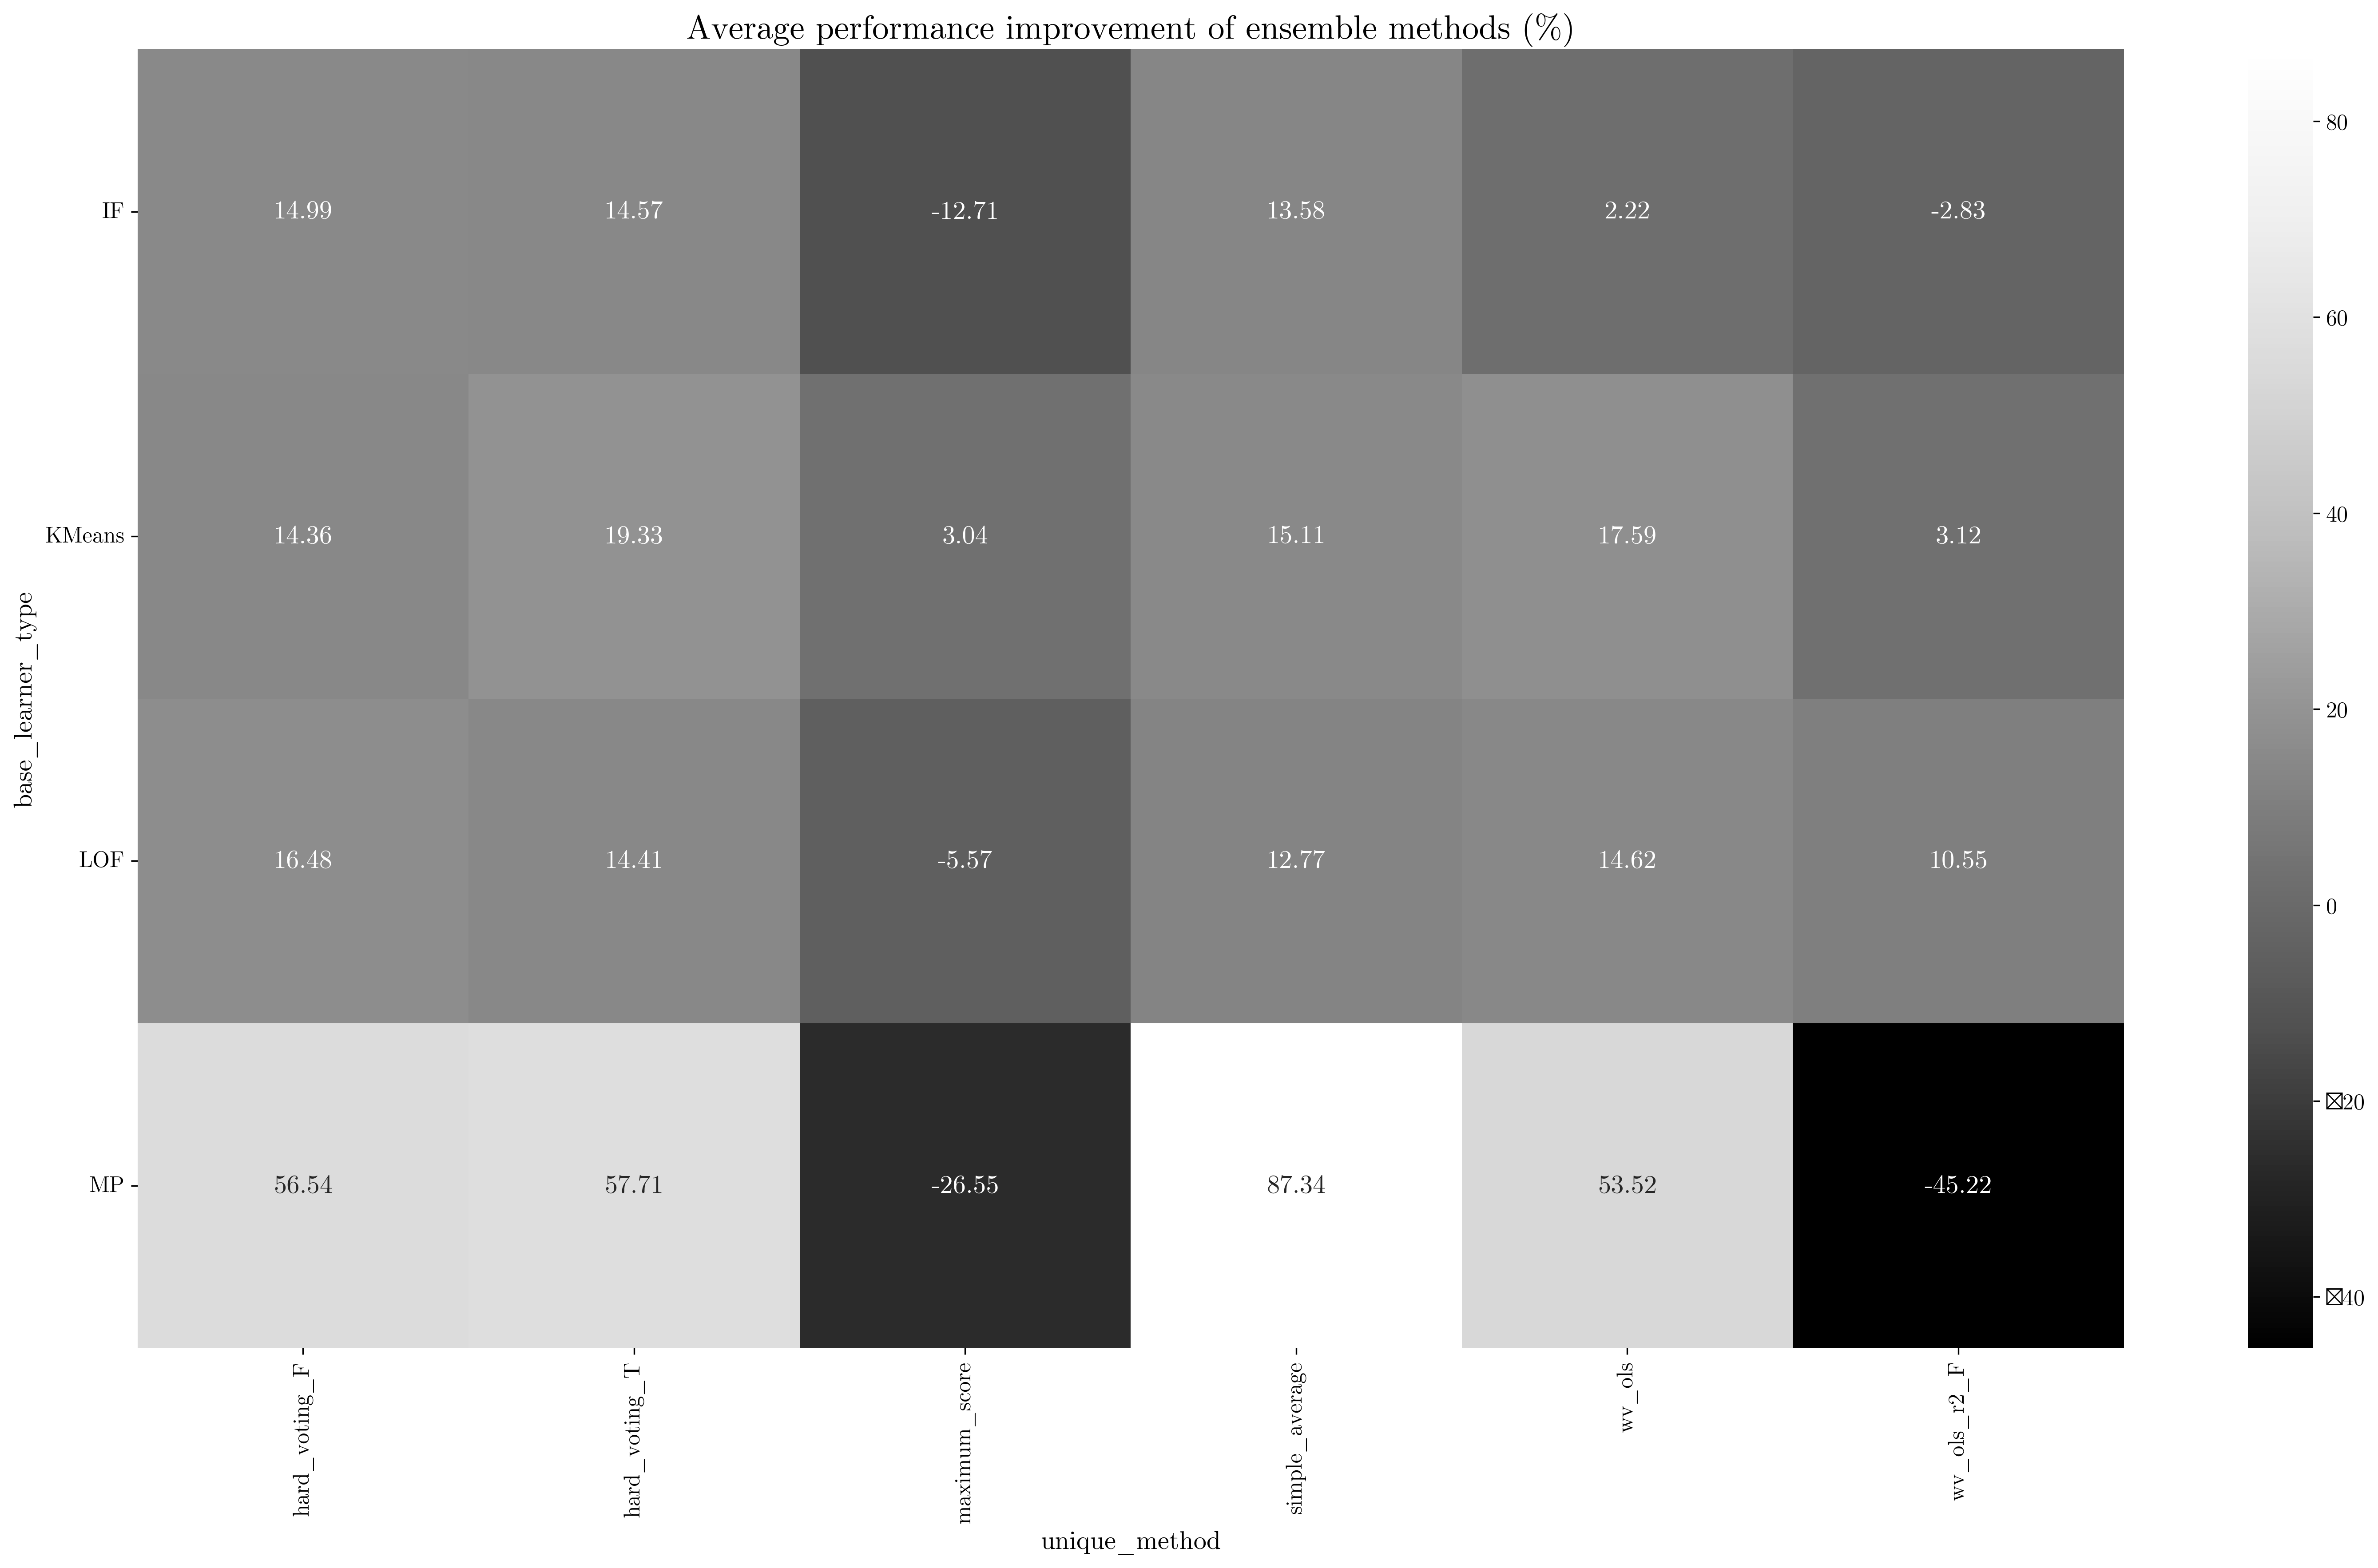 Average performance improvement of ensemble methods (%)
IF
14.99
14.57
-12.71
13.58
2.22
-2.83
KMeans
14.36
19.33
3.04
15.11
17.59
3.12
LOF
16.48
14.41
-5.57
12.77
14.62
10.55
MP
56.54
57.71
-26.55
87.34
53.52
-45.22
base_learner_type
hard_voting_F
hard_voting_T
maximum_score
simple_average
wv_ols
wv_ols_r2_F
unique_method
80
60
40
20
0
☒20
☒40